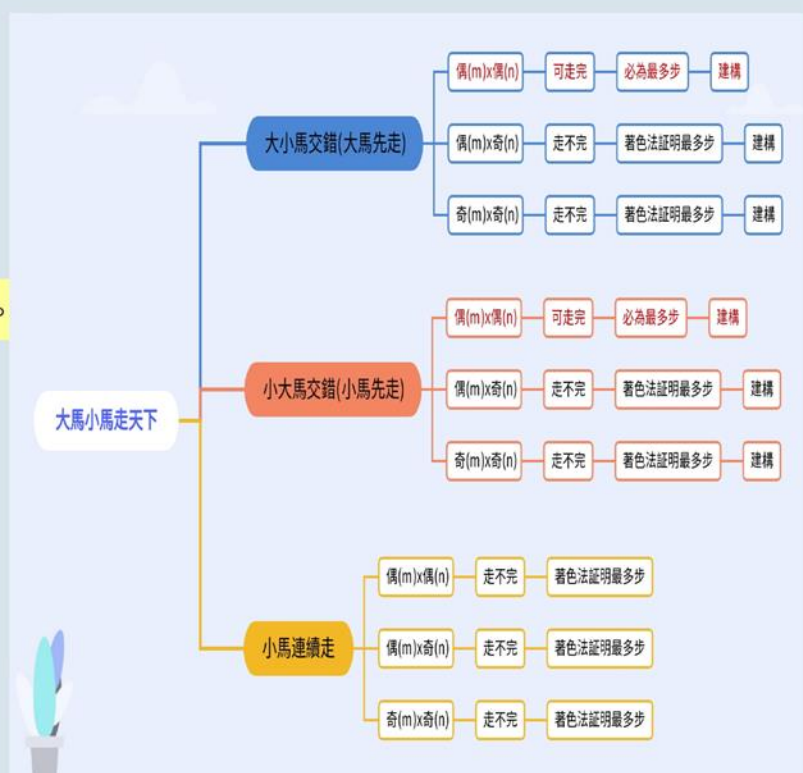 大馬小馬走天下
大小馬交錯(大馬先走)
偶(m)x偶(n) 可走完 必為最多步 建構
偶(m)x奇(n) 走不完 著色法証明最多步 建構
奇(m)x奇(n) 走不完 著色法証明最多步 建構
小大馬交錯(小馬先走)
偶(m)x偶(n) 可走完 必為最多步 建構
偶(m)x奇(n) 走不完 著色法証明最多步 建構
奇(m)x奇(n) 走不完 著色法証明最多步 建構
小馬連續走
偶(m)x偶(n) 走不完 著色法証明最多步
偶(m)x奇(n) 走不完 著色法証明最多步
奇(m)x奇(n) 走不完 著色法証明最多步